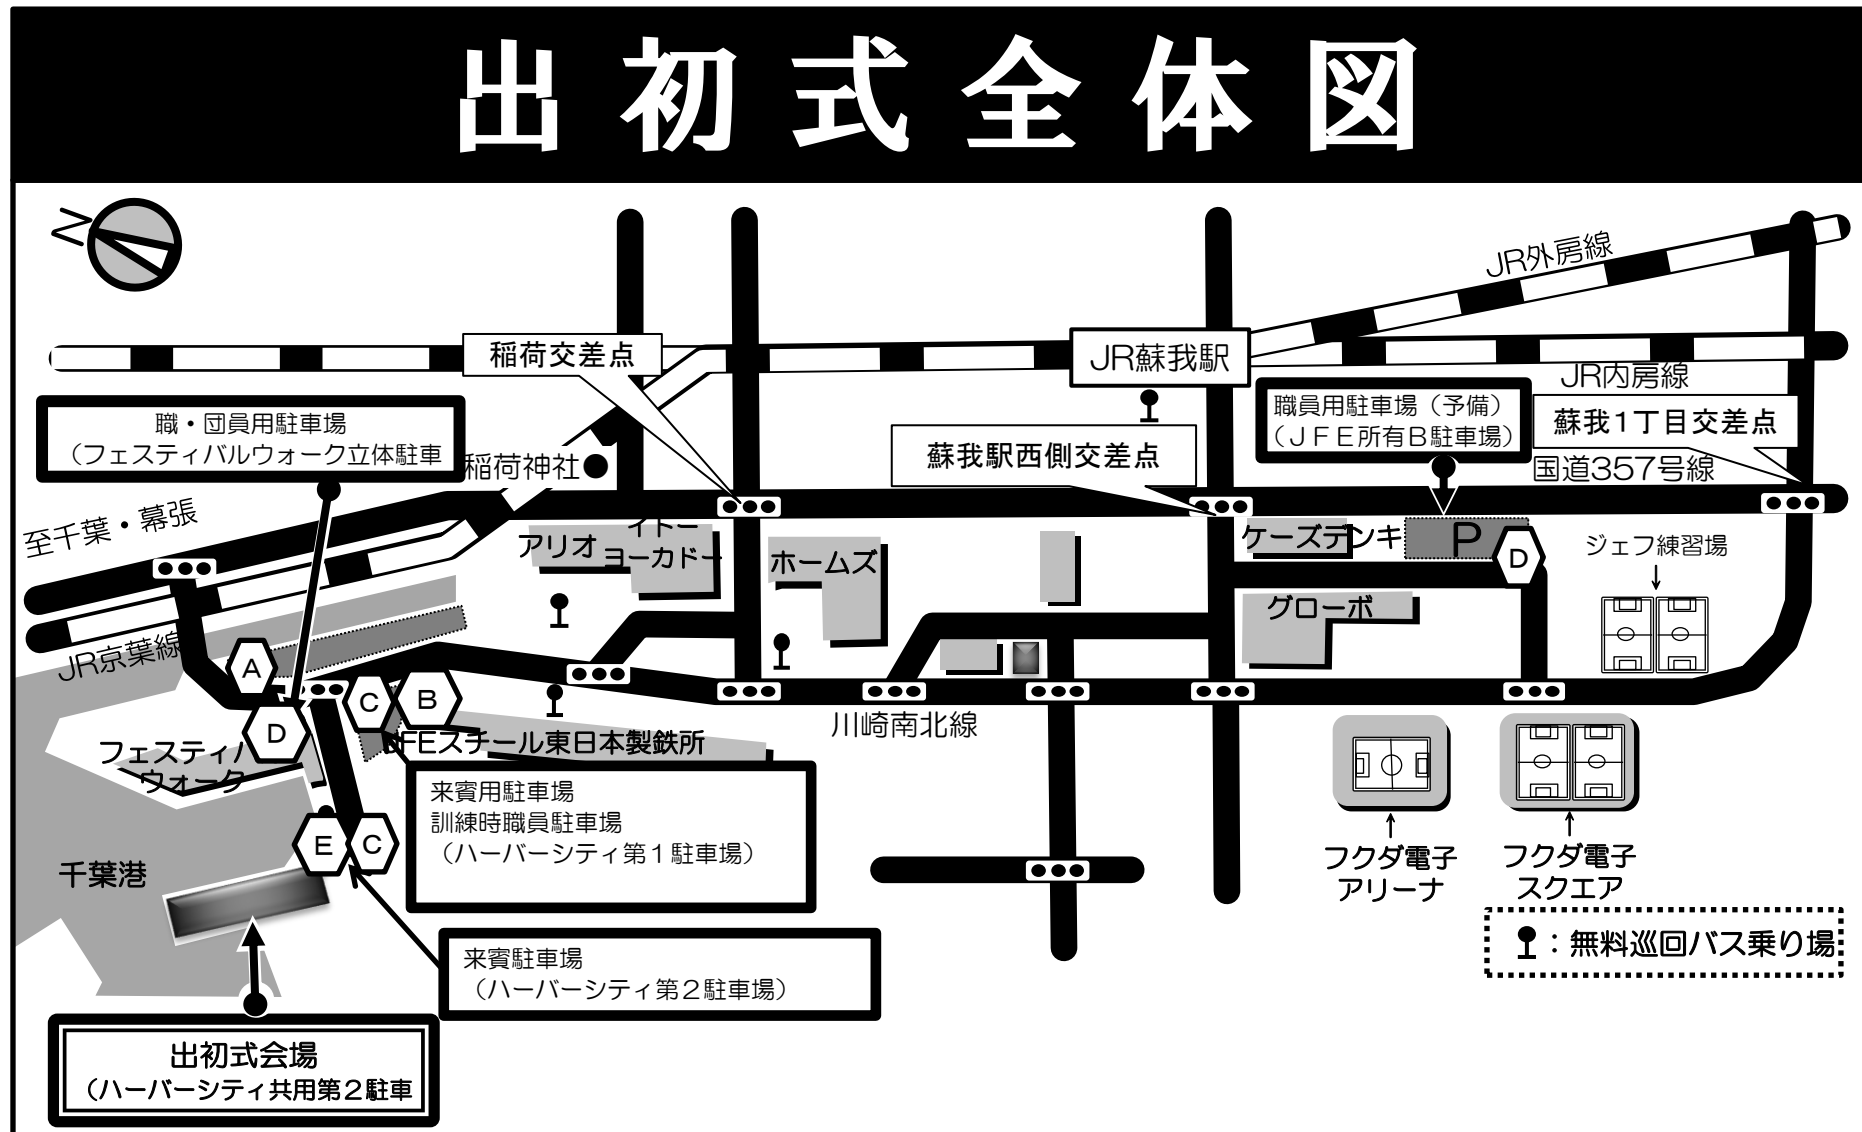 出初式全体図
N
JR外房線
稲荷交差点
JR蘇我駅
JR内房線
職・団員用駐車場
(フェスティバルウォーク立体駐車
稲荷神社
蘇我駅西側交差点
職員用駐車場(予備)
(JFE所有B駐車場)
蘇我1丁目交差点
国道357号線
至千葉・幕張
アリオ
イトー
ヨーカドー
ホームズ
ケーズデンキ
P
D
ジェフ練習場
グローボ
JR京葉線
A
C
B
D
川崎南北線
フェスティバ
ウォーク
JFEスチール東日本製鉄所
来賓用駐車場
訓練時職員駐車場
(ハーバーシティ第1駐車場)
E
C
千葉港
フクダ電子
アリーナ
フクダ電子
スクエア
:無料巡回バス乗り場
来賓駐車場
(ハーバーシティ第2駐車場)
出初式会場
(ハーバーシティ共用第2駐車